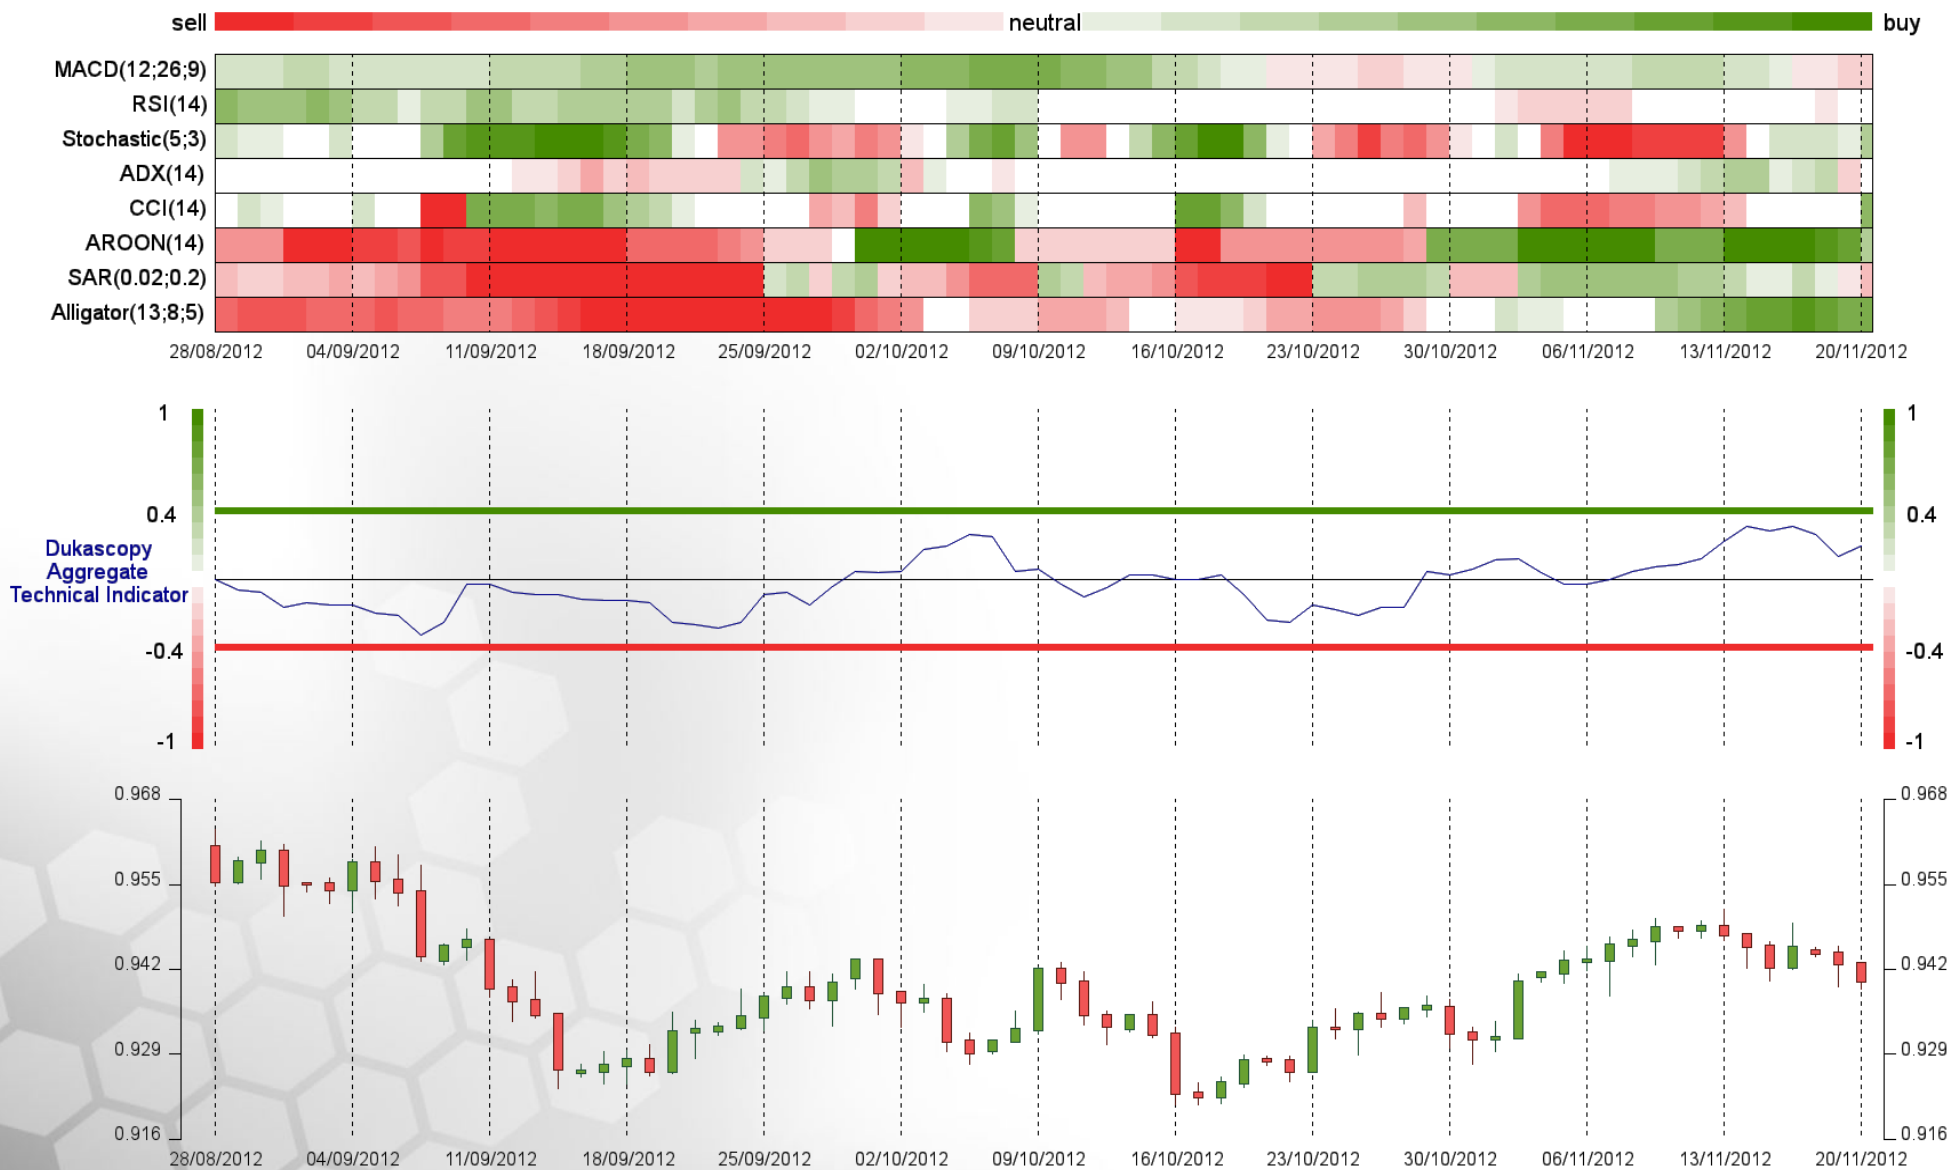 sell neutral buy
MACD(12;26;9)
RSI(14)
Stochastic(5;3)
ADX(14)
CCI(14)
AROON(14)
SAR(0.02;0.2)
Alligator(13;8;5)
28/08/2012 04/09/2012 11/09/2012 18/09/2012 25/09/2012 02/10/2012 09/10/2012 16/10/2012 23/10/2012 30/10/2012 06/11/2012 13/11/2012 20/11/2012
1 1
0.4 0.4
Dukascopy
Aggregate
Technical Indicator
-0.4 -0.4
-1 -1
0.968 0.968
0.955 0.955
0.942 0.942
0.929 0.929
0.916 0.916
28/08/2012 04/09/2012 11/09/2012 18/09/2012 25/09/2012 02/10/2012 09/10/2012 16/10/2012 23/10/2012 30/10/2012 06/11/2012 13/11/2012 20/11/2012